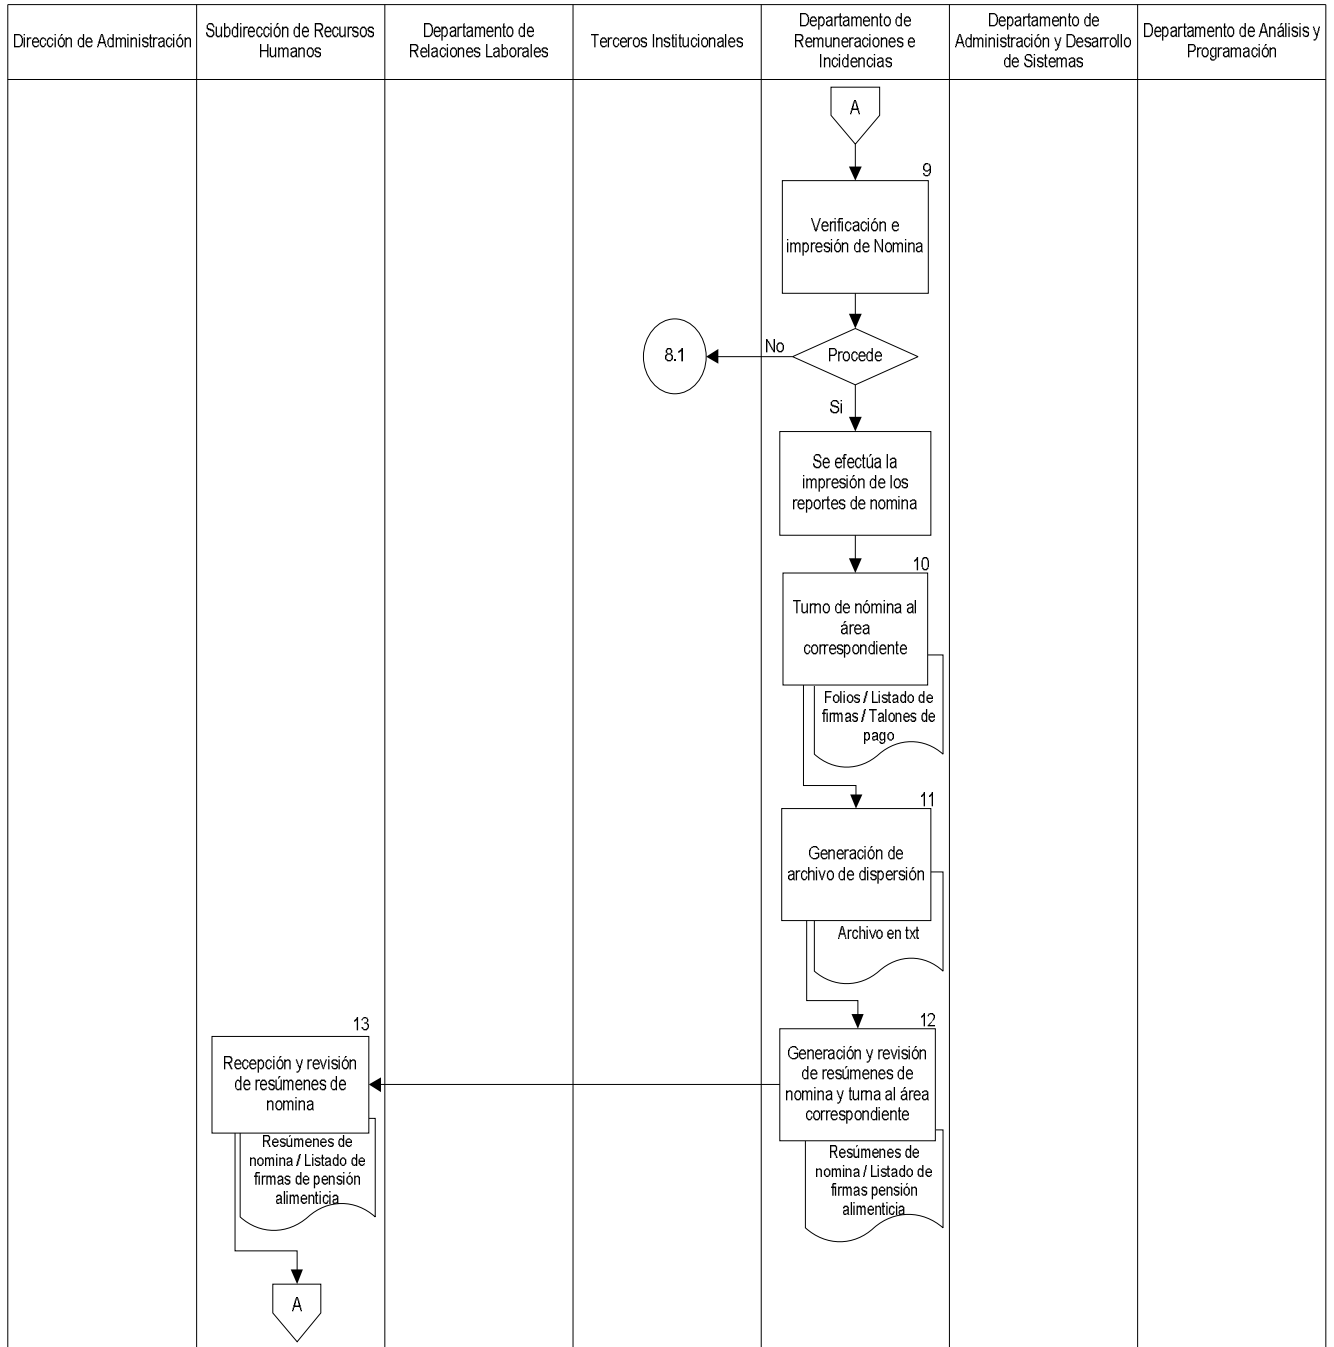 Dirección de Administración
Subdirección de Recursos
Humanos
Departamento de
Relaciones Laborales
Terceros Institucionales
Departamento de
Remuneraciones e
Incidencias
Departamento de
Administración y Desarrollo
de Sistemas
Departamento de Análisis y
Programación
A
9
Verificación e
impresión de Nomina
Procede
No
8.1
Si
Se efectúa la
impresión de los
reportes de nomina
10
Turno de nómina al
área
correspondiente
Folios / Listado de
firmas / Talones de
pago
11
Generación de
archivo de dispersión
Archivo en txt
12
Generación y revisión
de resúmenes de
nomina y turna al área
correspondiente
Resúmenes de
nomina / Listado de
firmas pensión
alimenticia
13
Recepción y revisión
de resúmenes de
nomina
Resúmenes de
nomina / Listado de
firmas de pensión
alimenticia
A